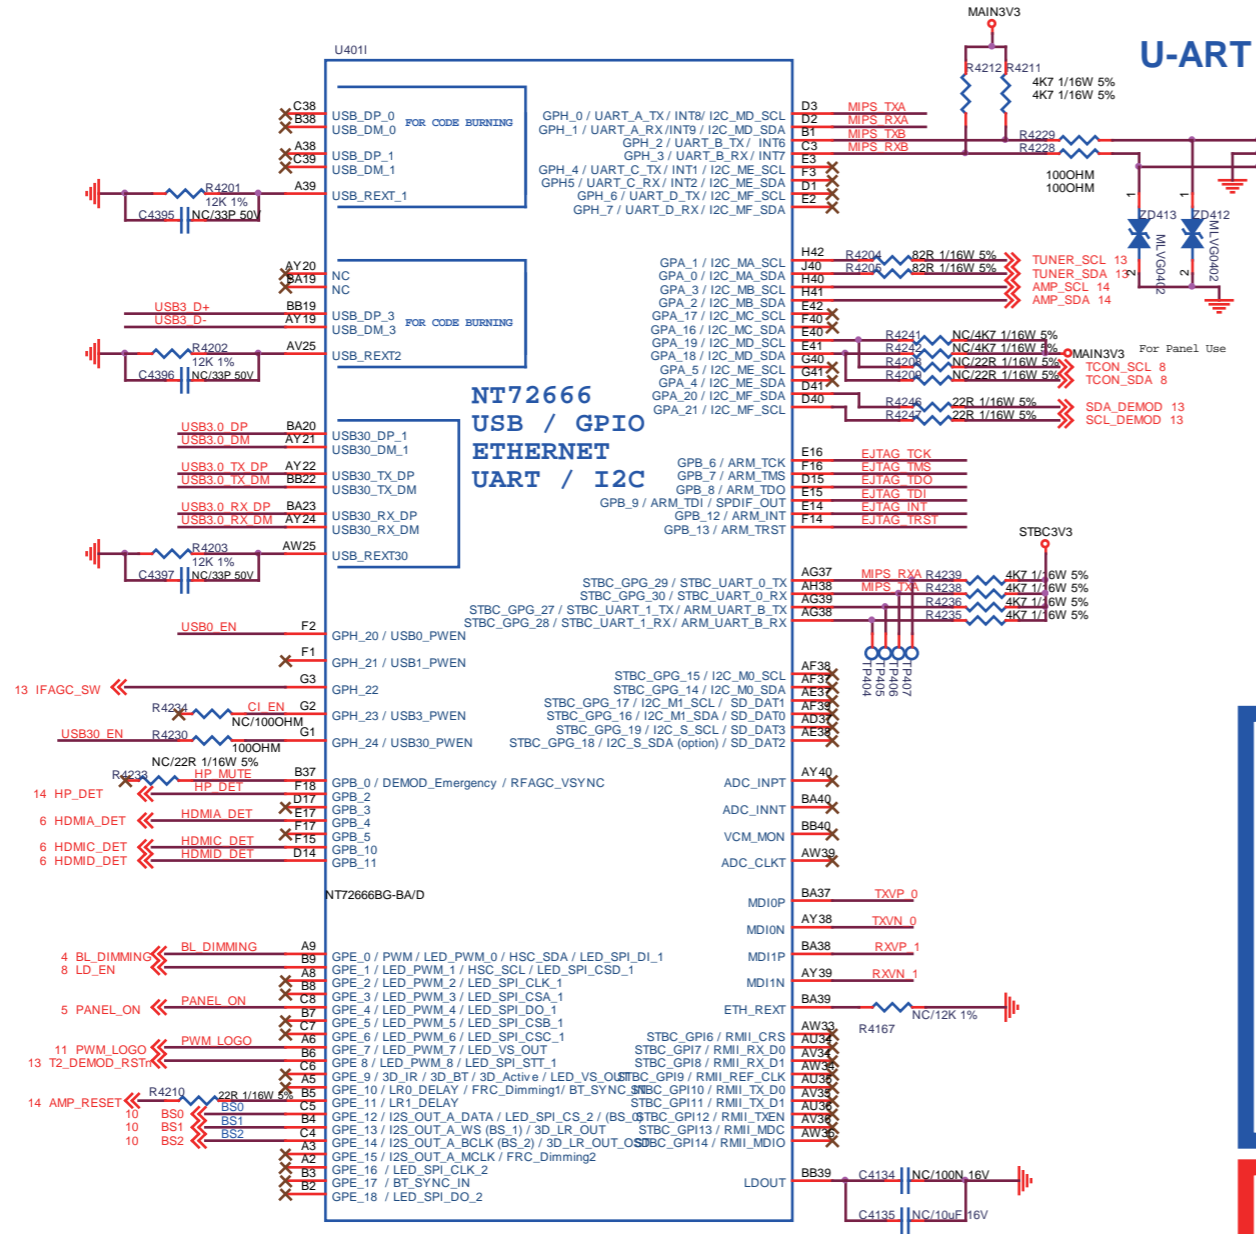 MAIN3V3
U401I
U-ART
R4212 R4211
4K7 1/16W 5%
4K7 1/16W 5%
C38 USB_DP_0
B38 USB_DM_0
FOR CODE BURNING
A38 USB_DP_1
C39 USB_DM_1
R4201
12K 1%
A39 USB_REXT_1
C4395 NC/33P 50V
GPH_0 / UART_A_TX / INT8/ I2C_MD_SCL D3 MIPS_TXA
GPH_1 / UART_A_RX /INT9 / I2C_MD_SDA D2 MIPS_RXA
GPH_2 / UART_B_TX / INT6 B1 MIPS_TXB
GPH_3 / UART_B_RX / INT7 C3 MIPS_RXB
GPH_4 / UART_C_TX / INT1 / I2C_ME_SCL E3
GPH5 / UART_C_RX / INT2 / I2C_ME_SDA F3
GPH_6 / UART_D_TX / I2C_MF_SCL D1
GPH_7 / UART_D_RX / I2C_MF_SDA E2
R4229
R4228
100OHM
100OHM
1 1
ZD413 ZD412
MLVG0402 MLVG0402
2 2
AY20 NC
BA19 NC
USB3_D+ BB19 USB_DP_3
USB3_D- AY19 USB_DM_3
FOR CODE BURNING
R4202
12K 1%
AV25 USB_REXT2
C4396 NC/33P 50V
GPA_1 / I2C_MA_SCL H42 R4204 82R 1/16W 5% TUNER_SCL 13
GPA_0 / I2C_MA_SDA J40 R4205 82R 1/16W 5% TUNER_SDA 13
GPA_3 / I2C_MB_SCL H40 AMP_SCL 14
GPA_2 / I2C_MB_SDA H41 AMP_SDA 14
GPA_17 / I2C_MC_SCL E42
GPA_16 / I2C_MC_SDA F40
GPA_19 / I2C_MD_SCL E40 R4241 NC/4K7 1/16W 5%
GPA_18 / I2C_MD_SDA E41 R4242 NC/4K7 1/16W 5% MAIN3V3
For Panel Use
GPA_5 / I2C_ME_SCL G40 R4208 NC/22R 1/16W 5% TCON_SCL 8
GPA_4 / I2C_ME_SDA G41 R4209 NC/22R 1/16W 5% TCON_SDA 8
GPA_20 / I2C_MF_SDA D41 R4246 22R 1/16W 5% SDA_DEMOD 13
GPA_21 / I2C_MF_SCL D40 R4247 22R 1/16W 5% SCL_DEMOD 13
NT72666
USB / GPIO
ETHERNET
UART / I2C
USB3.0_DP BA20 USB30_DP_1
USB3.0_DM AY21 USB30_DM_1
USB3.0_TX_DP AY22 USB30_TX_DP
USB3.0_TX_DM BB22 USB30_TX_DM
USB3.0_RX_DP BA23 USB30_RX_DP
USB3.0_RX_DM AY24 USB30_RX_DM
R4203
12K 1%
AW25 USB_REXT30
C4397 NC/33P 50V
GPB_6 / ARM_TCK E16 EJTAG_TCK
GPB_7 / ARM_TMS F16 EJTAG_TMS
GPB_8 / ARM_TDO D15 EJTAG_TDO
GPB_9 / ARM_TDI / SPDIF_OUT E15 EJTAG_TDI
GPB_12 / ARM_INT E14 EJTAG_INT
GPB_13 / ARM_TRST F14 EJTAG_TRST
STBC3V3
STBC_GPG_29 / STBC_UART_0_TX AG37 MIPS_RXA R4239 4K7 1/16W 5%
STBC_GPG_30 / STBC_UART_0_RX AH38 MIPS_TXA R4238 4K7 1/16W 5%
STBC_GPG_27 / STBC_UART_1_TX / ARM_UART_B_TX AG39 R4236 4K7 1/16W 5%
STBC_GPG_28 / STBC_UART_1_RX / ARM_UART_B_RX AG38 R4235 4K7 1/16W 5%
TP404 TP405 TP406 TP407
USB0_EN F2 GPH_20 / USB0_PWEN
F1 GPH_21 / USB1_PWEN
13 IFAGC_SW G3 GPH_22
R4234 CI_EN G2 GPH_23 / USB3_PWEN
NC/100OHM
USB30_EN R4230 G1 GPH_24 / USB30_PWEN
100OHM
NC/22R 1/16W 5%
STBC_GPG_15 / I2C_M0_SCL AF38
STBC_GPG_14 / I2C_M0_SDA AF37
STBC_GPG_17 / I2C_M1_SCL / SD_DAT1 AE37
STBC_GPG_16 / I2C_M1_SDA / SD_DAT0 AF39
STBC_GPG_19 / I2C_S_SCL / SD_DAT3 AD37
STBC_GPG_18 / I2C_S_SDA (option) / SD_DAT2 AE38
R4233 HP_MUTE B37 GPB_0 / DEMOD_Emergency / RFAGC_VSYNC
14 HP_DET HP_DET F18 GPB_2
D17 GPB_3
6 HDMIA_DET HDMIA_DET E17 GPB_4
F17 GPB_5
6 HDMIC_DET HDMIC_DET F15 GPB_10
6 HDMID_DET HDMID_DET D14 GPB_11
ADC_INPT AY40
ADC_INNT BA40
VCM_MON BB40
ADC_CLKT AW39
NT72666BG-BA/D
MDI0P BA37 TXVP_0
MDI0N AY38 TXVN_0
MDI1P BA38 RXVP_1
MDI1N AY39 RXVN_1
ETH_REXT BA39 R4167 NC/12K 1%
4 BL_DIMMING BL_DIMMING A9 GPE_0 / PWM / LED_PWM_0 / HSC_SDA / LED_SPI_DI_1
8 LD_EN B9 GPE_1 / LED_PWM_1 / HSC_SCL / LED_SPI_CSD_1
A8 GPE_2 / LED_PWM_2 / LED_SPI_CLK_1
B8 GPE_3 / LED_PWM_3 / LED_SPI_CSA_1
5 PANEL_ON PANEL_ON C8 GPE_4 / LED_PWM_4 / LED_SPI_DO_1
B7 GPE_5 / LED_PWM_5 / LED_SPI_CSB_1
C7 GPE_6 / LED_PWM_6 / LED_SPI_CSC_1
11 PWM_LOGO PWM_LOGO A6 GPE_7 / LED_PWM_7 / LED_VS_OUT
13 T2_DEMOD_RSTn B6 GPE 8 / LED_PWM_8 / LED_SPI_STT_1
C6 GPE_9 / 3D_IR / 3D_BT / 3D_Active / LED_VS_OUT
A5 GPE_10 / LR0_DELAY / FRC_Dimming1/ BT_SYNC_IN
14 AMP_RESET R4210 22R 1/16W 5% B5 GPE_11 / LR1_DELAY
10 BS0 BS0 C5 GPE_12 / I2S_OUT_A_DATA / LED_SPI_CS_2 / (BS_0)
10 BS1 BS1 B4 GPE_13 / I2S_OUT_A_WS (BS_1) / 3D_LR_OUT
10 BS2 BS2 C4 GPE_14 / I2S_OUT_A_BCLK (BS_2) / 3D_LR_OUT_OSD
A3 GPE_15 / I2S_OUT_A_MCLK / FRC_Dimming2
A2 GPE_16 / LED_SPI_CLK_2
B3 GPE_17 / BT_SYNC_IN
B2 GPE_18 / LED_SPI_DO_2
STBC_GPI6 / RMII_CRS AW33
STBC_GPI7 / RMII_RX_D0 AU34
STBC_GPI8 / RMII_RX_D1 AV34
STBC_GPI9 / RMII_REF_CLK AW34
STBC_GPI10 / RMII_TX_D0 AU35
STBC_GPI11 / RMII_TX_D1 AV35
STBC_GPI12 / RMII_TXEN AU36
STBC_GPI13 / RMII_MDC AV36
STBC_GPI14 / RMII_MDIO AW35
LDOUT BB39 C4134 NC/100N 16V
C4135 NC/10uF 16V